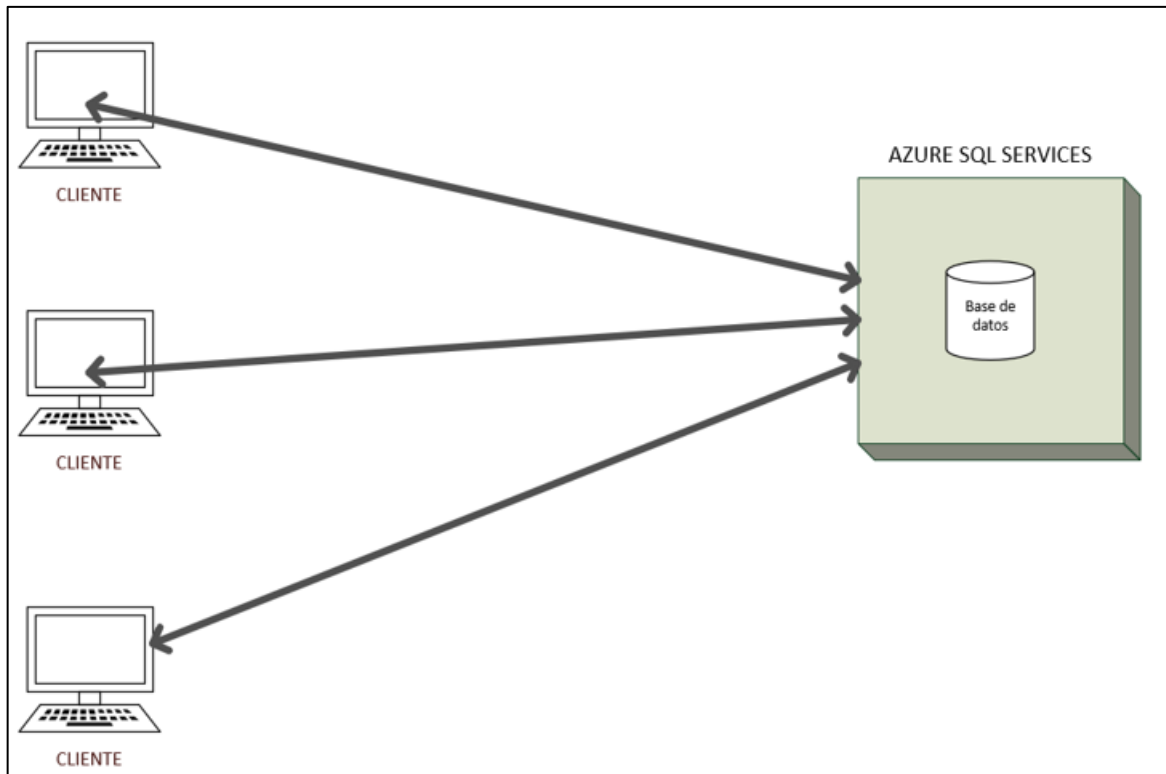 CLIENTE
AZURE SQL SERVICES
Base de
datos
CLIENTE
CLIENTE